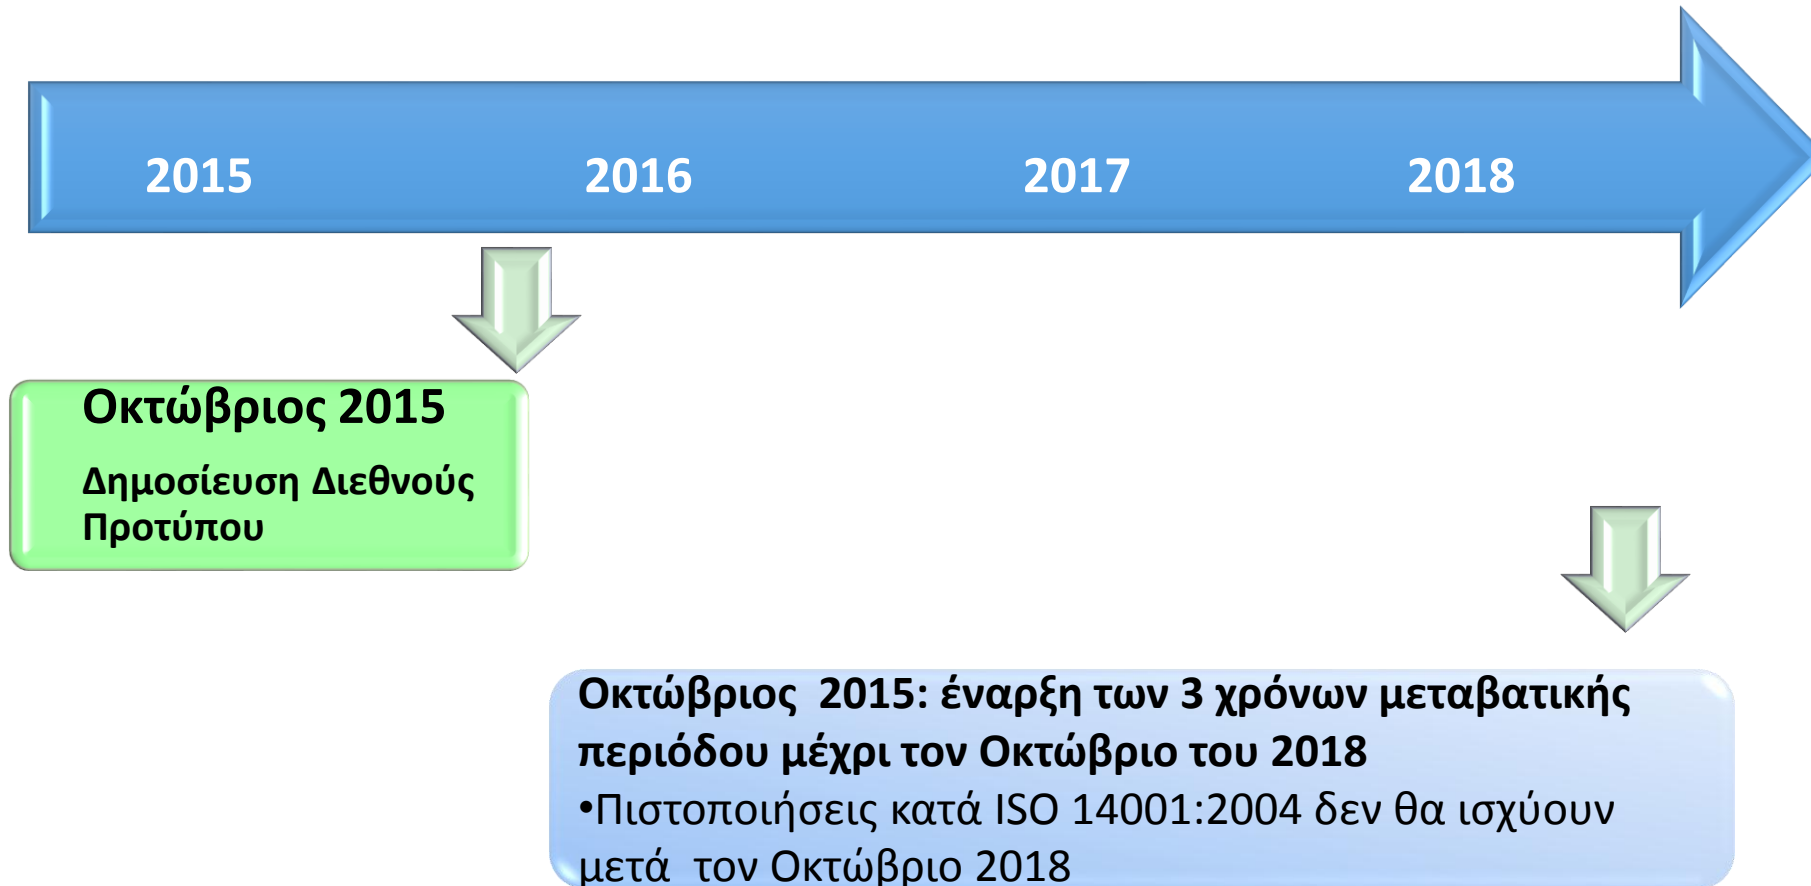 2015 2016 2017 2018
Οκτώβριος 2015
Δημοσίευση Διεθνούς
Προτύπου
Οκτώβριος 2015: έναρξη των 3 χρόνων μεταβατικής
περιόδου μέχρι τον Οκτώβριο του 2018
•Πιστοποιήσεις κατά ISO 14001:2004 δεν θα ισχύουν
μετά τον Οκτώβριο 2018